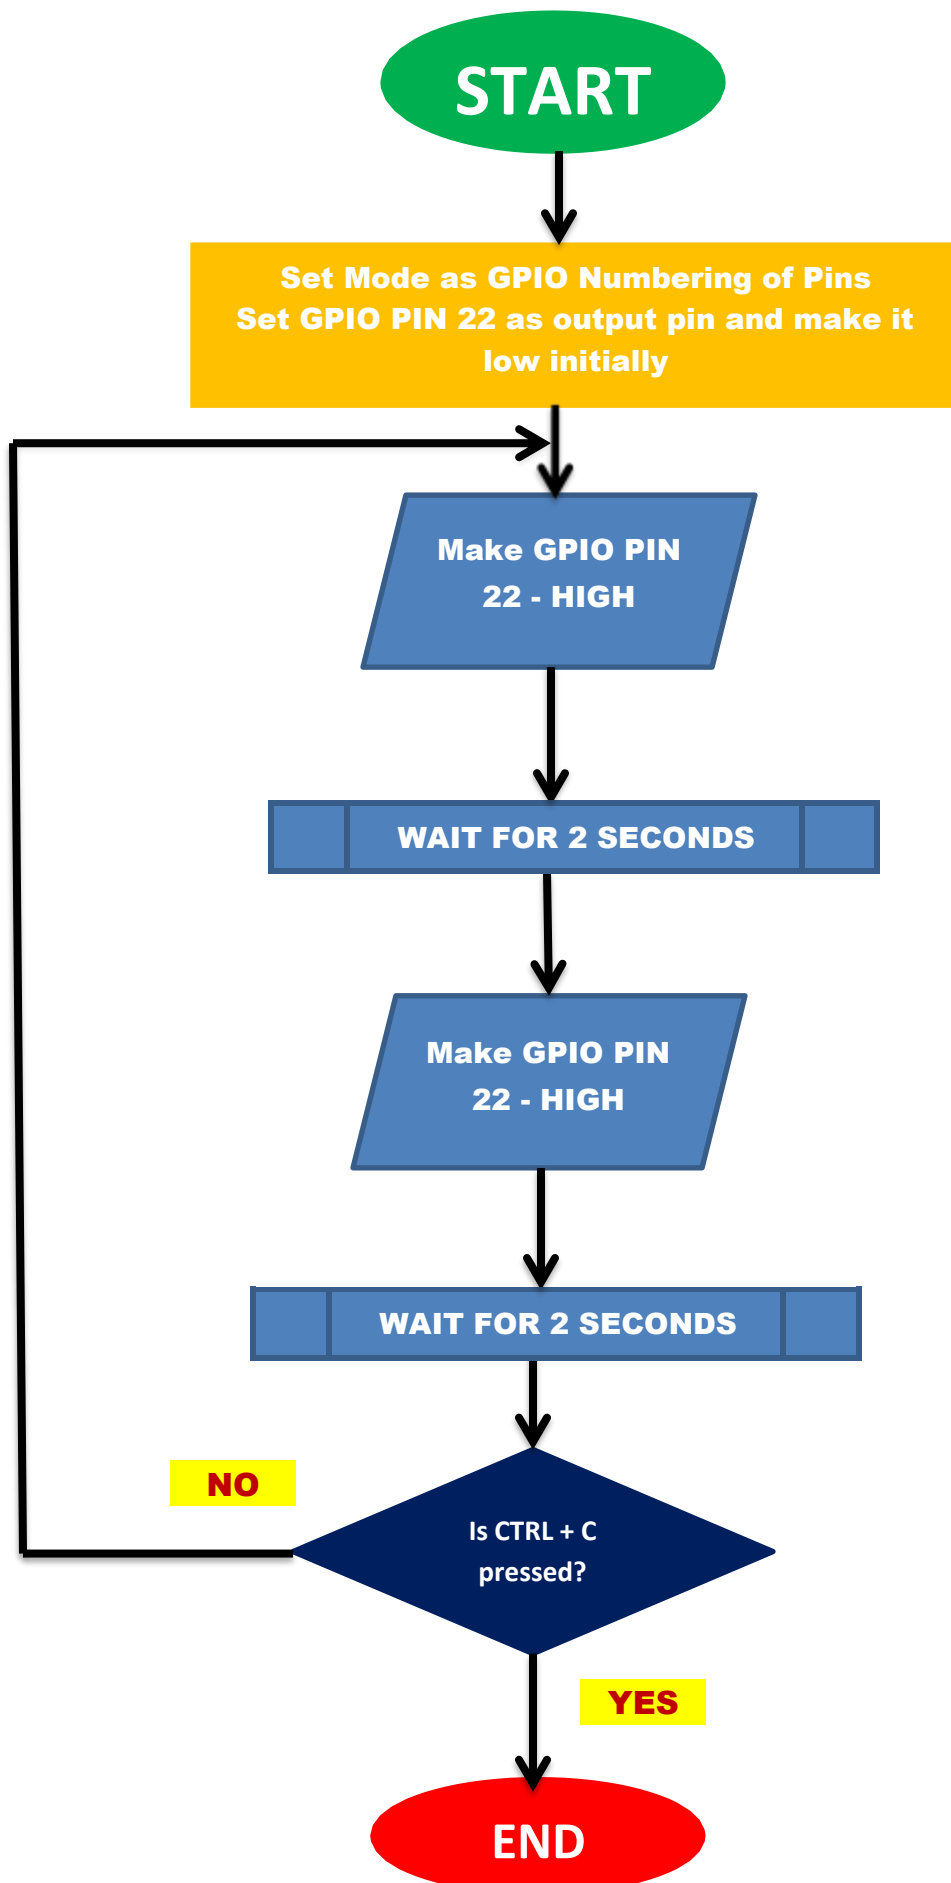 START
Set Mode as GPIO Numbering of Pins
Set GPIO PIN 22 as output pin and make it
low initially
Make GPIO PIN
22 - HIGH
WAIT FOR 2 SECONDS
Make GPIO PIN
22 - HIGH
WAIT FOR 2 SECONDS
NO
Is CTRL + C
pressed?
YES
END